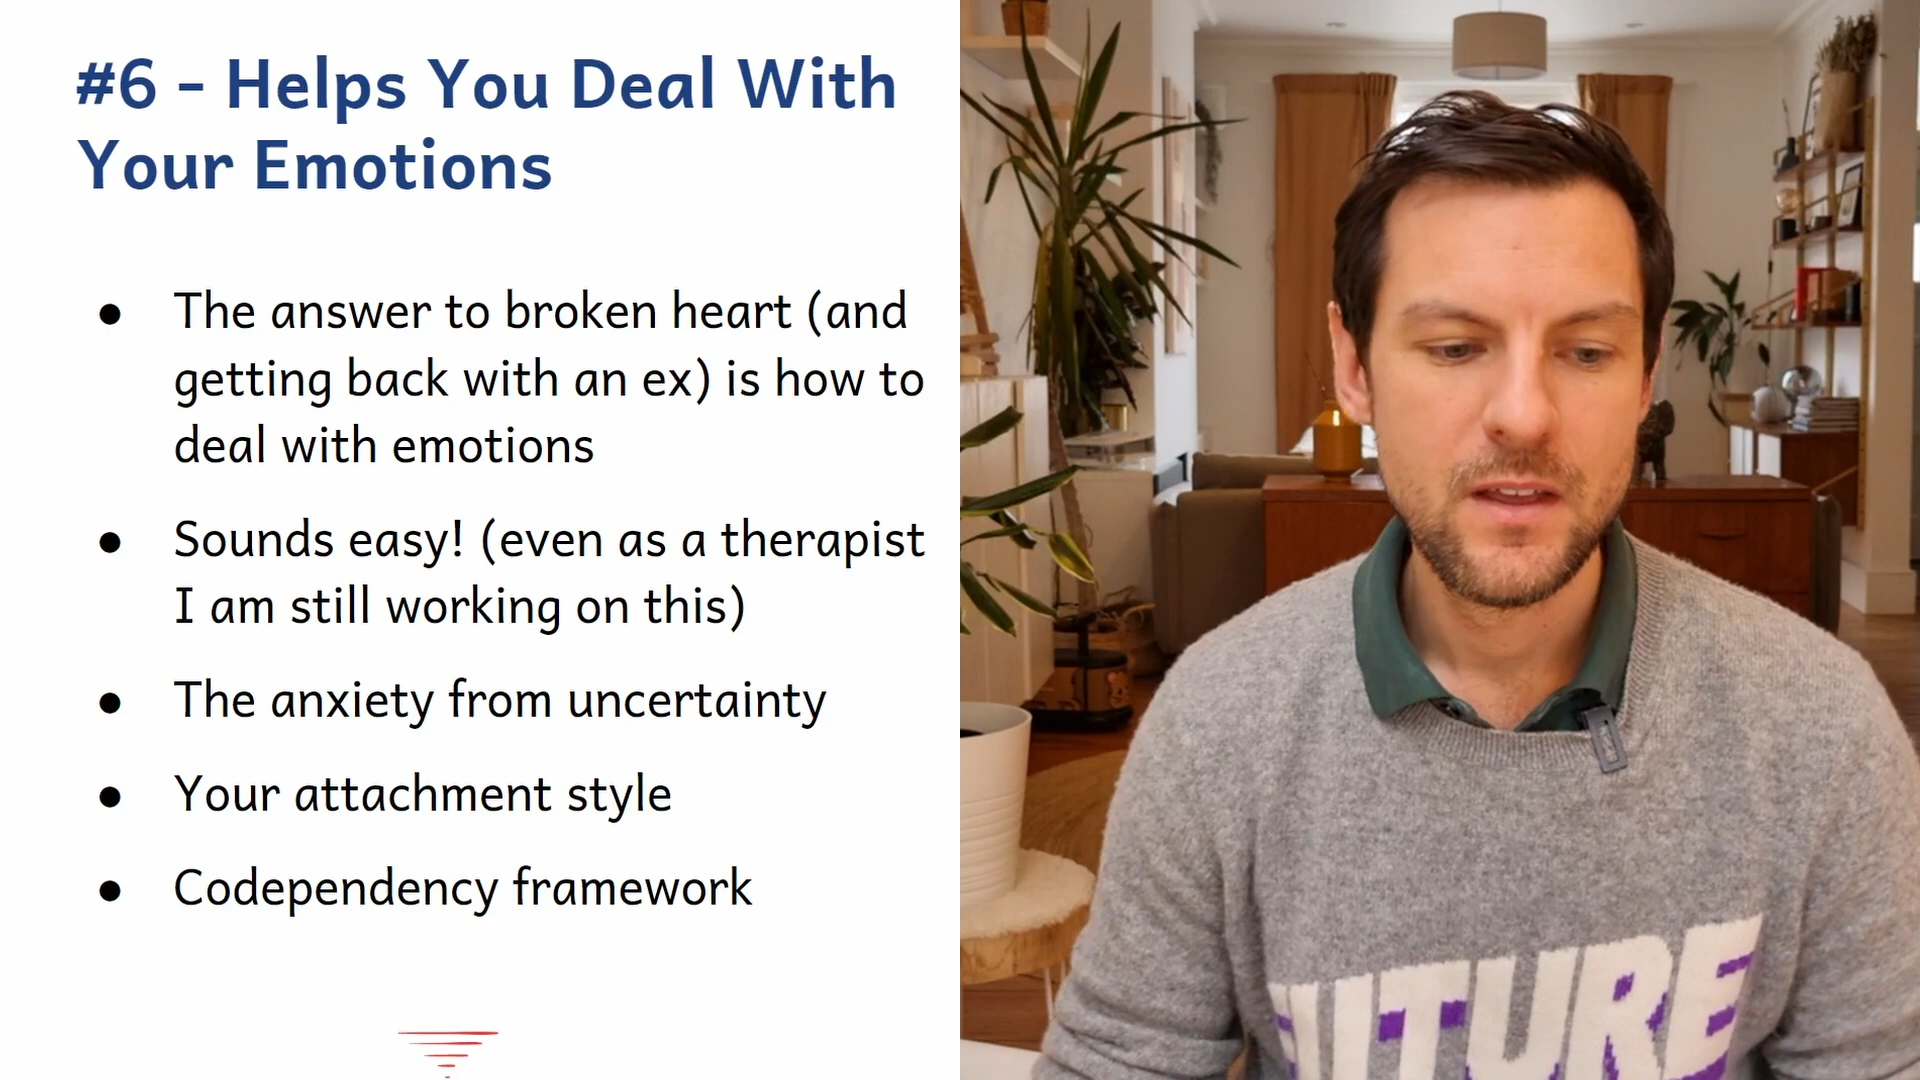 #6 - Helps You Deal With
Your Emotions
● The answer to broken heart (and
getting back with an ex) is how to
deal with emotions
● Sounds easy! (even as a therapist
I am still working on this)
● The anxiety from uncertainty
● Your attachment style
● Codependency framework
FUTURE